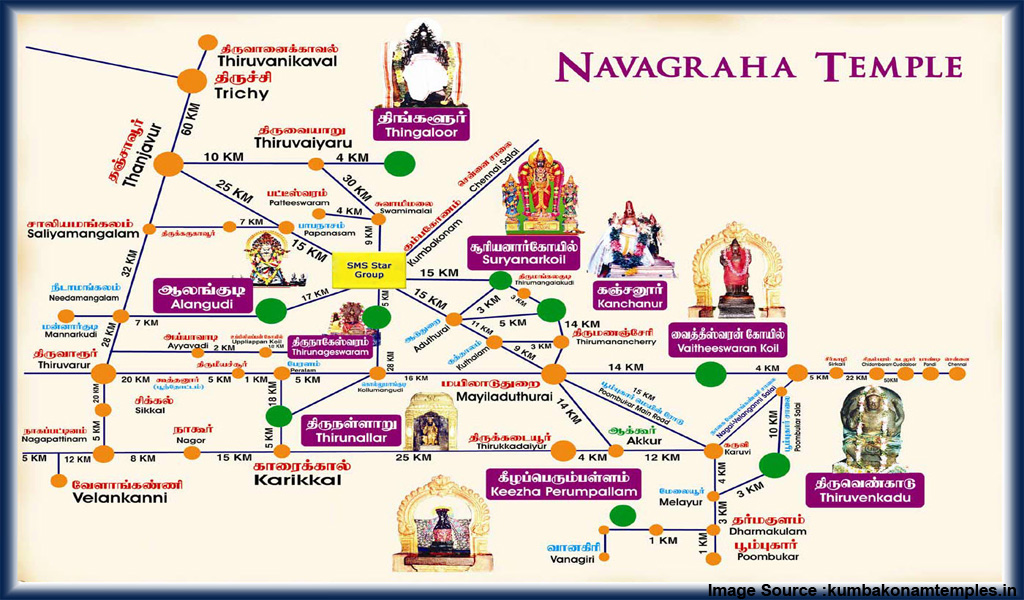 NAVAGRAHA TEMPLE
திருவானைக்காவல்
Thiruvanikaval
திருச்சி
Trichy
60 KM
திங்களூர்
Thingaloor
தஞ்சாவூர்
Thanjavur
திருவையாறு
Thiruvaiyaru
10 KM
4 KM
30 KM
25 KM
சென்னை சாலை
Chennai Salai
பட்டீஸ்வரம்
Patteeswaram
சுவாமிமலை
Swamimalai
4 KM
சாலியமங்கலம்
Saliyamangalam
திருக்கருகாவூர்
7 KM
பாபநாசம்
Papanasam
15 KM
9 KM
கும்பகோணம்
Kumbakonam
SMS Star
Group
15 KM
சூரியனார்கோயில்
Suryanarkoil
கஞ்சனூர்
Kanchanur
32 KM
ஆலங்குடி
Alangudi
17 KM
5 KM
15 KM
திருமங்கலகுடி
Thirumangalakudi
3 KM
3 KM
5 KM
14 KM
நீடாமங்கலம்
Needamangalam
மன்னார்குடி
Mannarkudi
7 KM
ஆடுதுறை
Aduthurai
11 KM
திருமணஞ்சேரி
Thirumanancherry
3 KM
வைத்தீஸ்வரன் கோயில்
Vaitheeswaran Koil
28 KM
அய்யாவாடி
Ayyavadi
2 KM
Uppliappan Koil
திருநாகேஸ்வரம்
Thirunageswaram
குத்தாலம்
Kuthalam
9 KM
திருவாரூர்
Thiruvarur
20 KM
கூத்தனூர்
(பூந்தோட்டம்)
திருமீயச்சூர்
5 KM
1 KM
பேரளம்
Peralam
5 KM
28 KM
Kollumangudi
16 KM
மயிலாடுதுறை
Mayiladuthurai
14 KM
4 KM
சீர்காழி
Sirkali
5 KM
சிதம்பரம்
Chidambaram
22 KM
கடலூர்
Cuddaloor
50KM
பாண்டி
Pondi
சென்னை
Chennai
சிக்கல்
Sikkal
20 KM
5 KM
18 KM
5 KM
திருநள்ளாறு
Thirunallar
14 KM
பூம்புகார் மெயின் ரோடு
15 KM
Poombukar Main Road
Nagai-Velanganni Salai
பூம்புகார் சாலை
Poombukar Salai
10 KM
நாகப்பட்டினம்
Nagapattinam
நாகூர்
Nagor
5 KM
12 KM
8 KM
15 KM
காரைக்கால்
Karikkal
25 KM
திருக்கடையூர்
Thirukkadaiyur
4 KM
ஆக்கூர்
Akkur
12 KM
கருவி
Karuvi
வேளாங்கண்ணி
Velankanni
கீழப்பெரும்பள்ளம்
Keezha Perumpallam
4 KM
மேலையூர்
Melayur
3 KM
திருவெண்காடு
Thiruvenkadu
3 KM
தர்மகுளம்
Dharmakulam
வானகிரி
Vanagiri
1 KM
1 KM
பூம்புகார்
Poombukar
Image Source :kumbakonamtemples.in